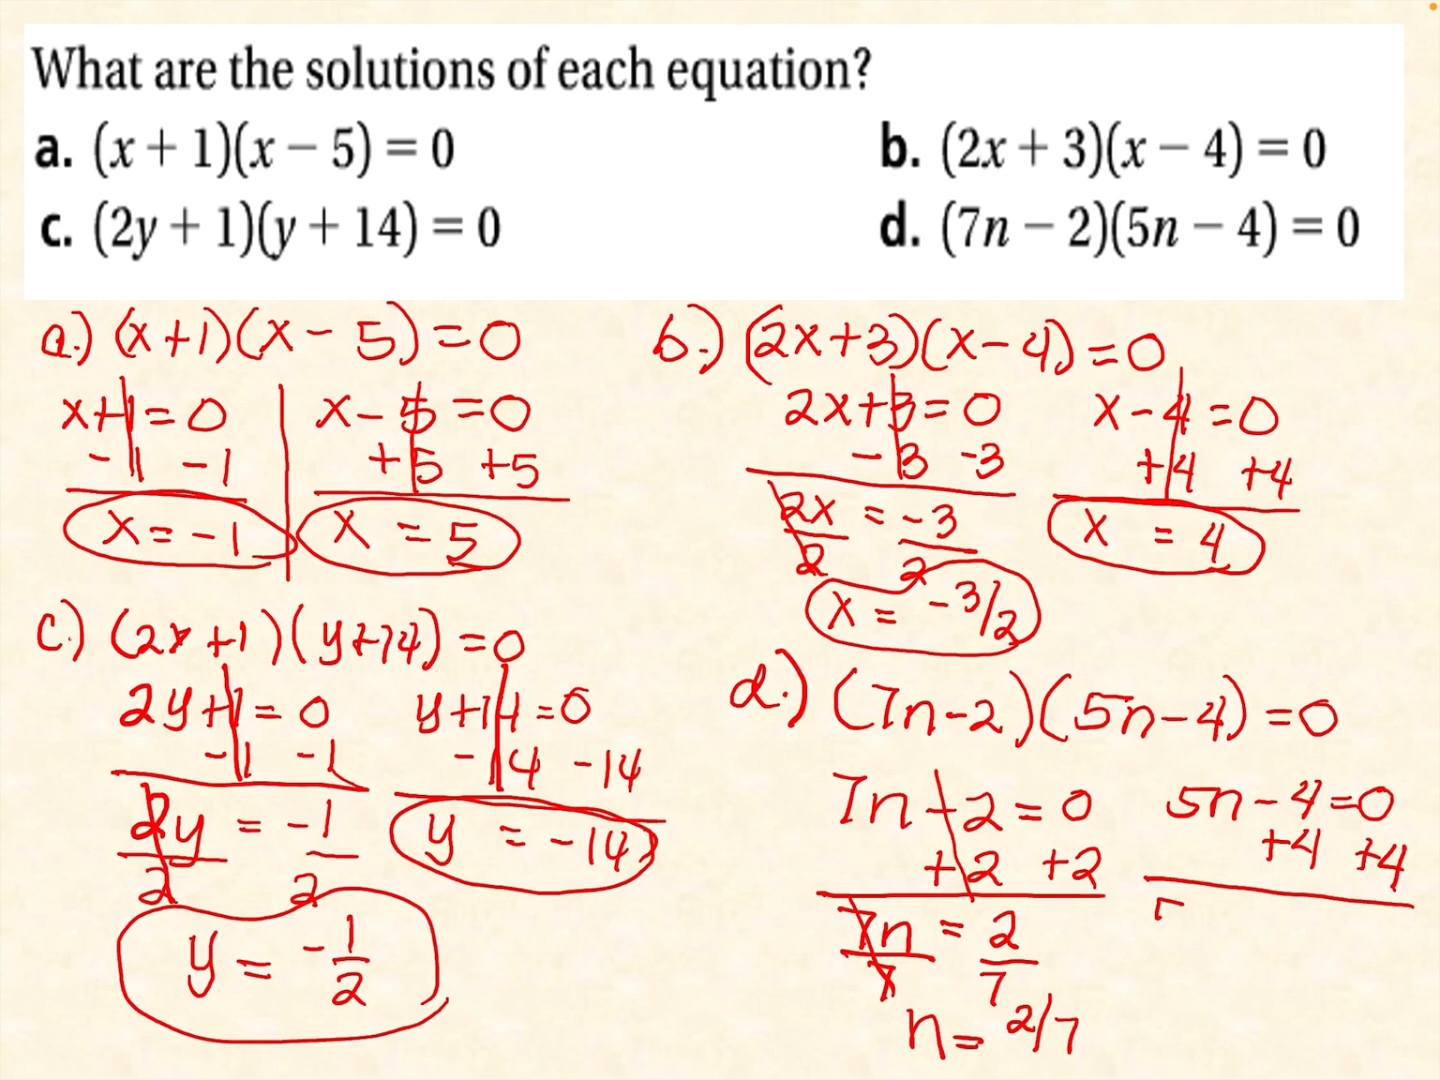 What are the solutions of each equation?
a. (x + 1)(x − 5) = 0
b. (2x + 3)(x − 4) = 0
c. (2y + 1)(y + 14) = 0
d. (7n − 2)(5n − 4) = 0
a.) (x+1)(x-5)=0
x+1=0
x-5=0
-1 -1
+5 +5
x=-1
x = 5
b.) (2x+3)(x-4)=0
2x+3=0
x-4=0
-3 -3
+4 +4
2x = -3
x = 4
2 2
x = -3/2
c.) (2x+1)(y+14)=0
2y+1=0
y+14=0
-1 -1
-14 -14
2y = -1
y = -14
2 2
y = -1/2
d.) (7n-2)(5n-4)=0
7n-2=0
5n-4=0
+2 +2
+4 +4
7n = 2
7 7
n= 2/7